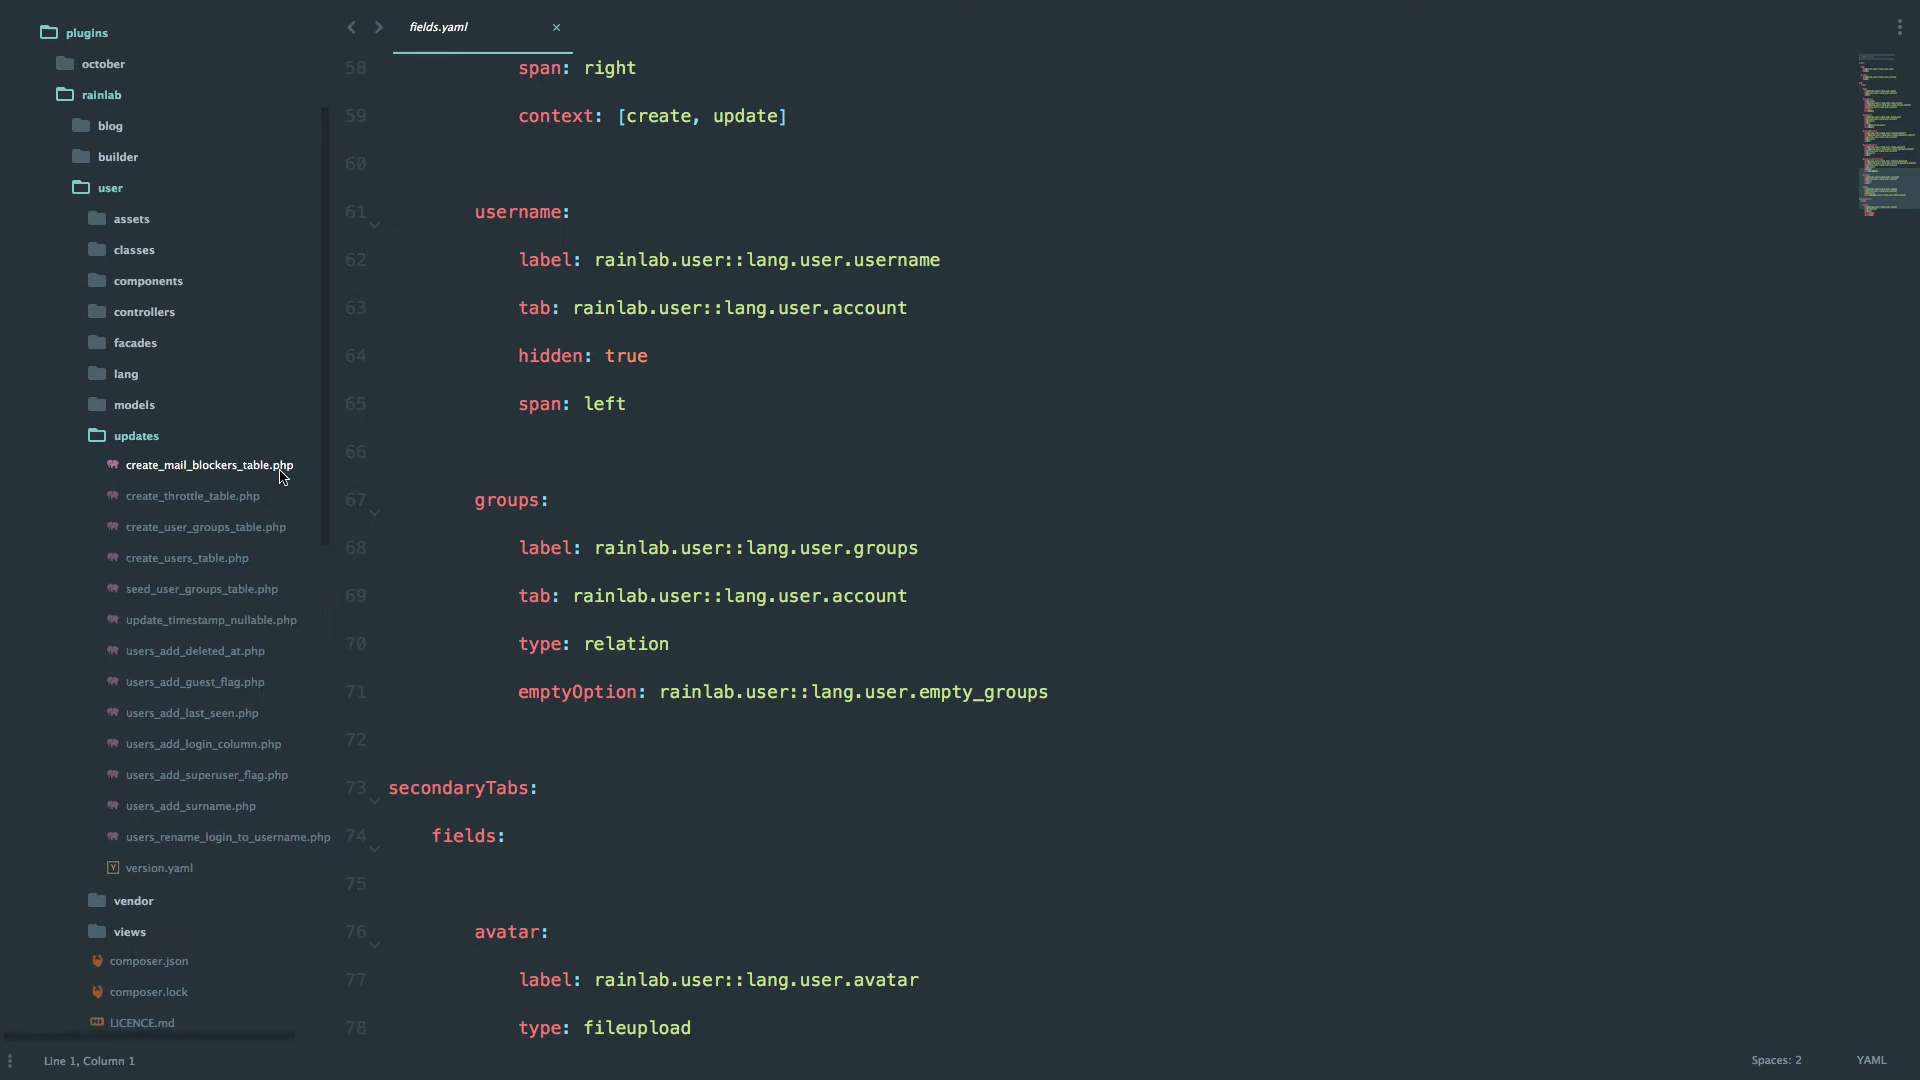 plugins
october
rainlab
blog
builder
user
assets
classes
components
controllers
facades
lang
models
updates
create_mail_blockers_table.php
create_throttle_table.php
create_user_groups_table.php
create_users_table.php
seed_user_groups_table.php
update_timestamp_nullable.php
users_add_deleted_at.php
users_add_guest_flag.php
users_add_last_seen.php
users_add_login_column.php
users_add_superuser_flag.php
users_add_surname.php
users_rename_login_to_username.php
version.yaml
vendor
views
composer.json
composer.lock
LICENCE.md
fields.yaml
58 span: right
59 context: [create, update]
60
61 username:
62 label: rainlab.user::lang.user.username
63 tab: rainlab.user::lang.user.account
64 hidden: true
65 span: left
66
67 groups:
68 label: rainlab.user::lang.user.groups
69 tab: rainlab.user::lang.user.account
70 type: relation
71 emptyOption: rainlab.user::lang.user.empty_groups
72
73 secondaryTabs:
74 fields:
75
76 avatar:
77 label: rainlab.user::lang.user.avatar
78 type: fileupload
Line 1, Column 1
Spaces: 2
YAML